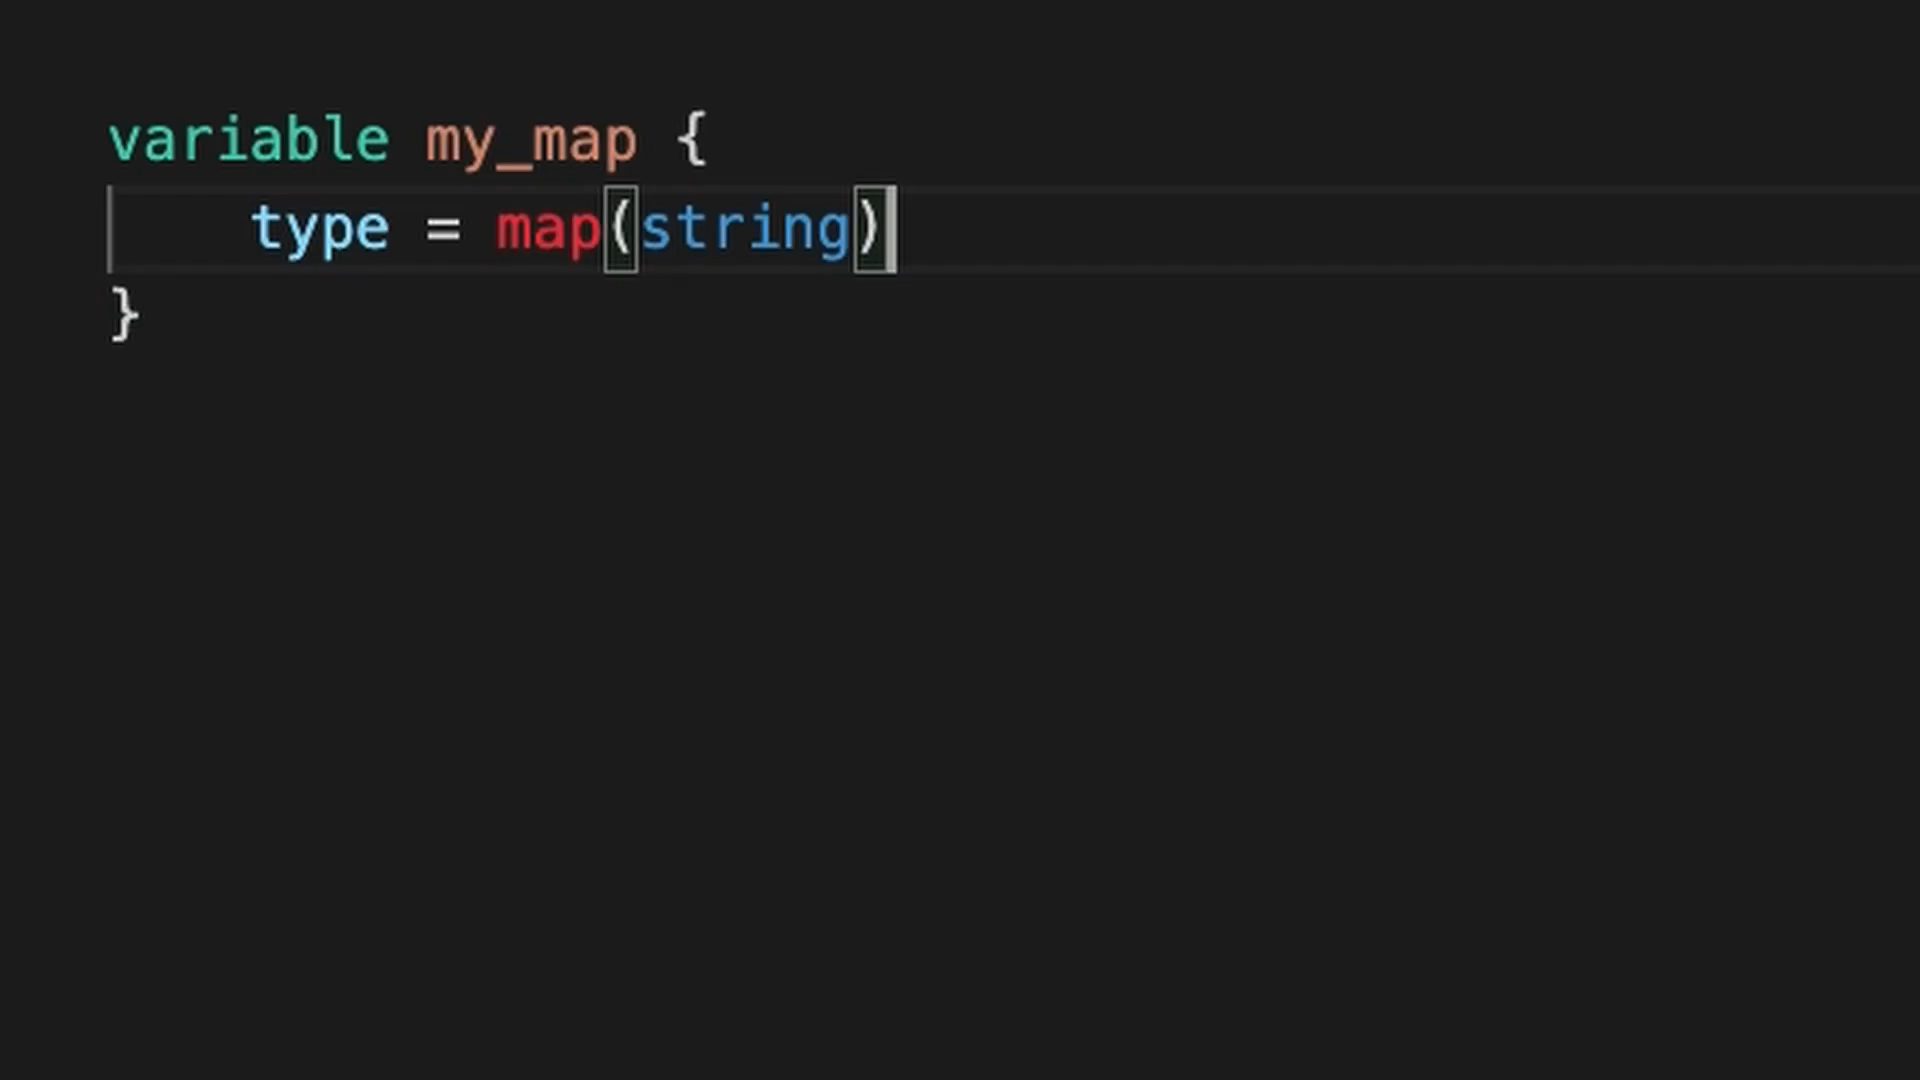 variable my_map {
    type = map(string)
}